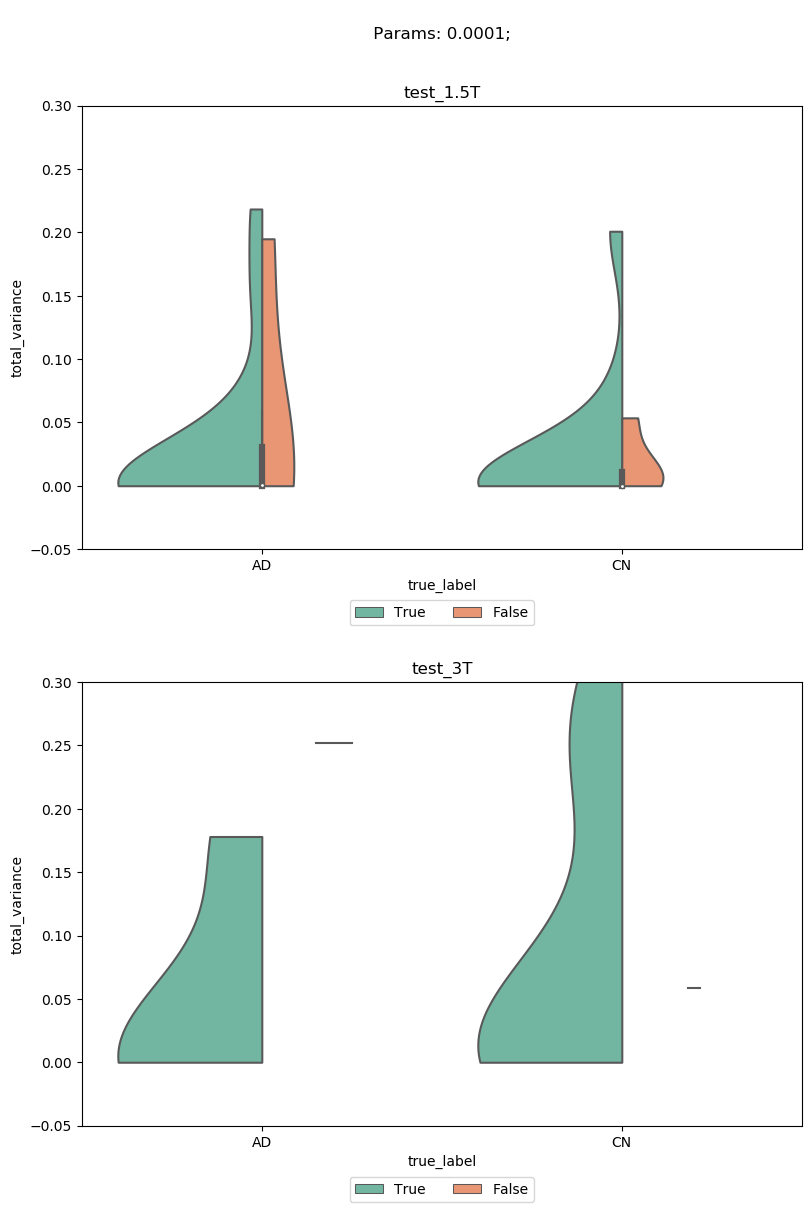 Params: 0.0001;
test_1.5T
0.30
0.25
0.20
0.15
0.10
0.05
0.00
−0.05
total_variance
AD CN
true_label
True False
test_3T
0.30
0.25
0.20
0.15
0.10
0.05
0.00
−0.05
total_variance
AD CN
true_label
True False